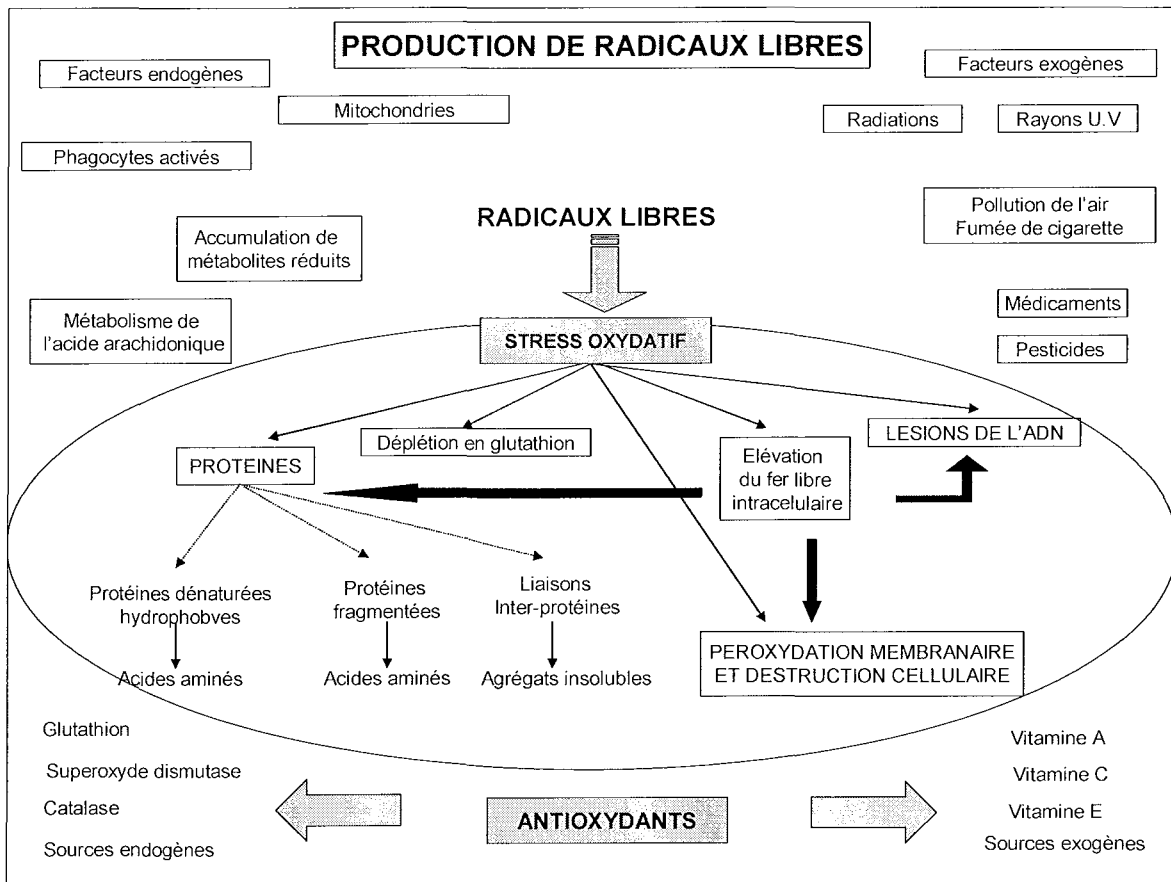 PRODUCTION DE RADICAUX LIBRES
Facteurs endogènes
Facteurs exogènes
Mitochondries
Radiations
Rayons U.V
Phagocytes activés
Pollution de l'air
Fumée de cigarette
RADICAUX LIBRES
Accumulation de
métabolites réduits
Médicaments
Métabolisme de
l'acide arachidonique
STRESS OXYDATIF
Pesticides
Déplétion en glutathion
LESIONS DE L'ADN
PROTEINES
Elévation
du fer libre
intracelulaire
Protéines dénaturées
hydrophobves
Protéines
fragmentées
Liaisons
Inter-protéines
PEROXYDATION MEMBRANAIRE
ET DESTRUCTION CELLULAIRE
Acides aminés
Acides aminés
Agrégats insolubles
Glutathion
Superoxyde dismutase
Catalase
Sources endogènes
ANTIOXYDANTS
Vitamine A
Vitamine C
Vitamine E
Sources exogènes